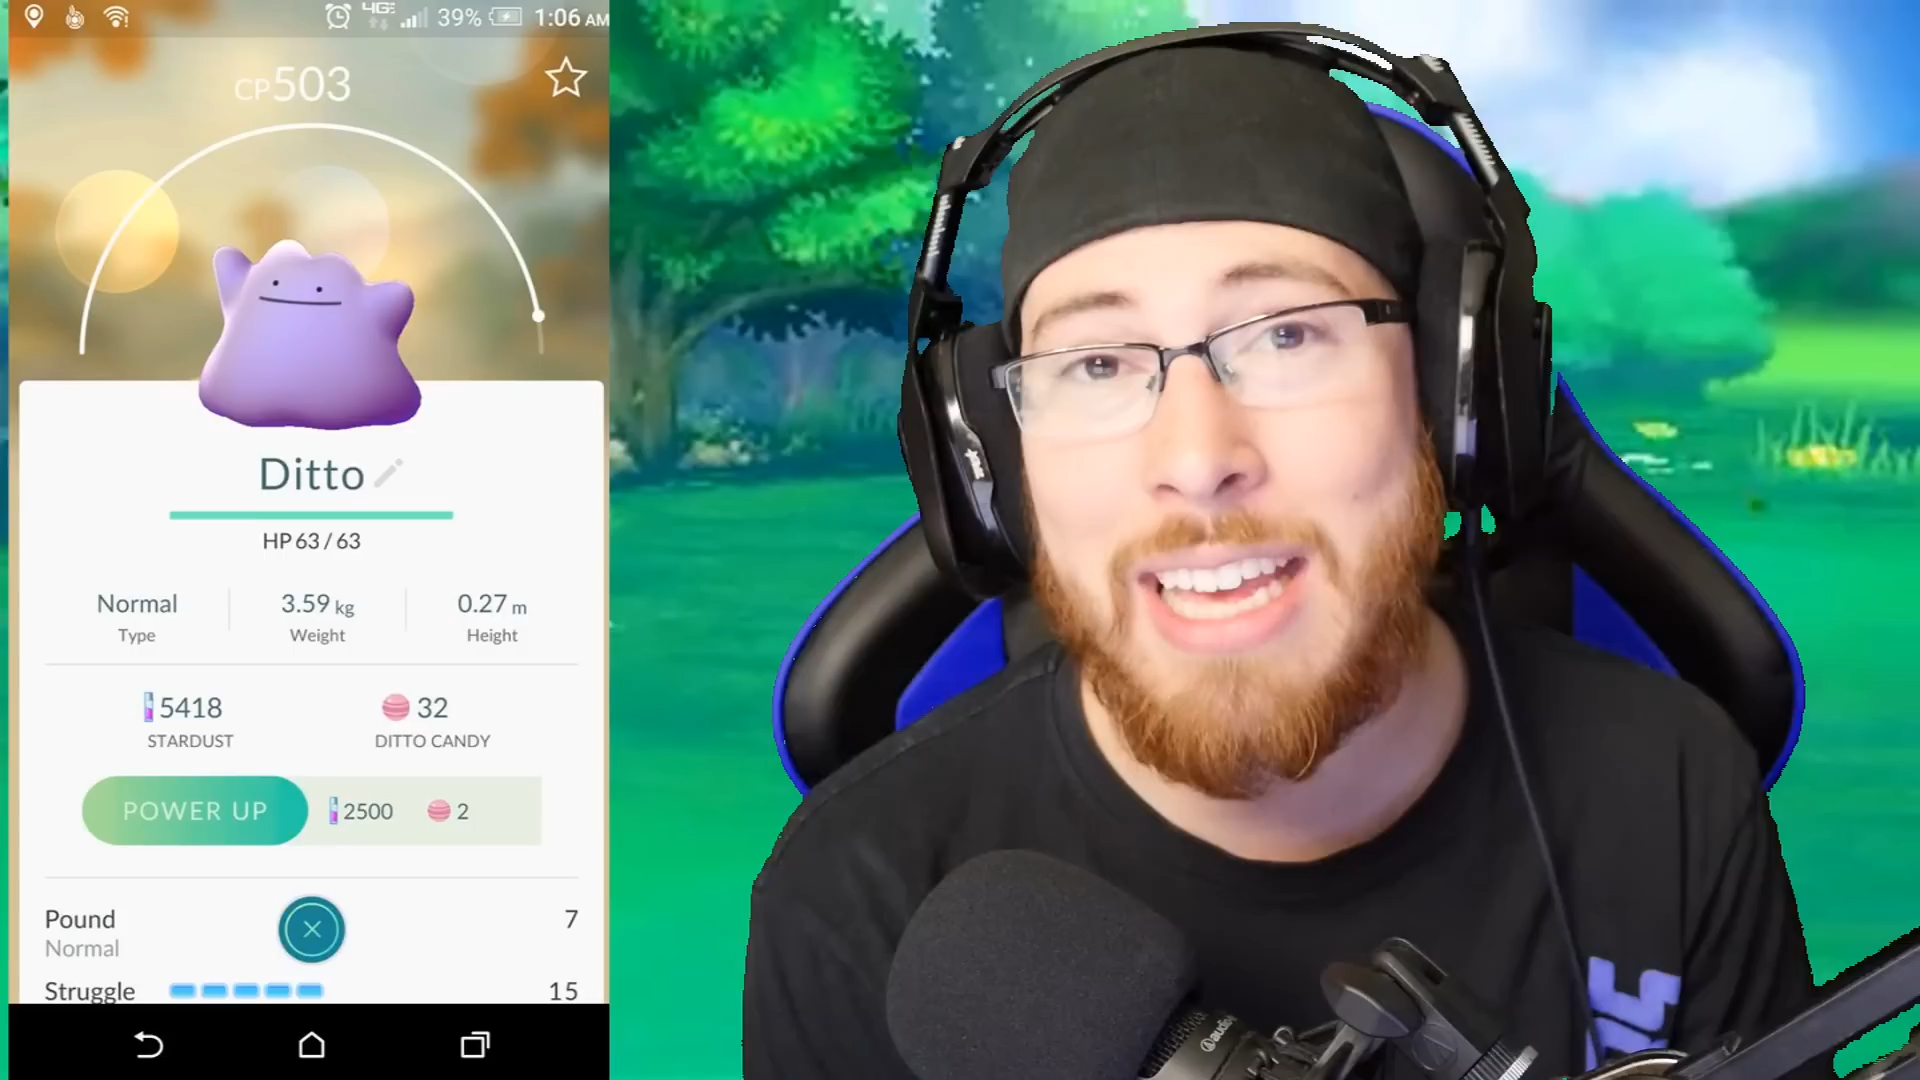 4GE 39% 1:06 AM
CP503
Ditto
HP 63 / 63
Normal 3.59 kg 0.27 m
Type Weight Height
5418 32
STARDUST DITTO CANDY
POWER UP 2500 2
Pound 7
Normal
Struggle 15